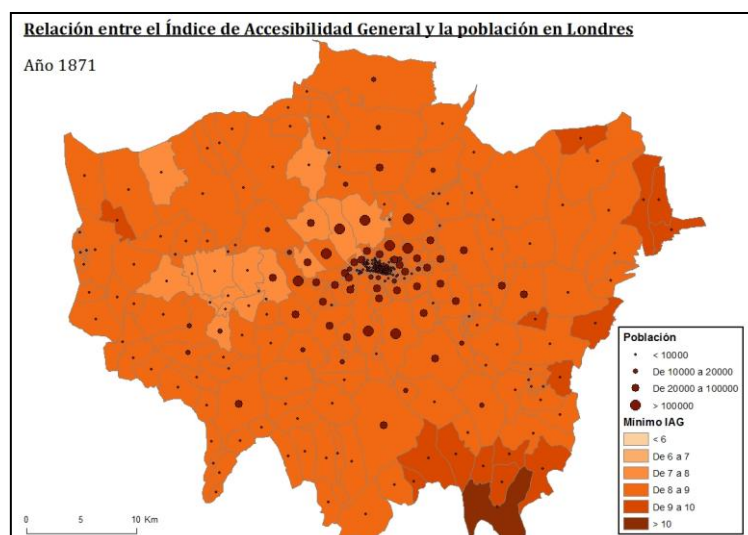 Relación entre el Índice de Accesibilidad General y la población en Londres
Año 1871
Población
< 10000
De 10000 a 20000
De 20000 a 100000
> 100000
Mínimo IAG
< 6
De 6 a 7
De 7 a 8
De 8 a 9
De 9 a 10
> 10
0 5 10 Km